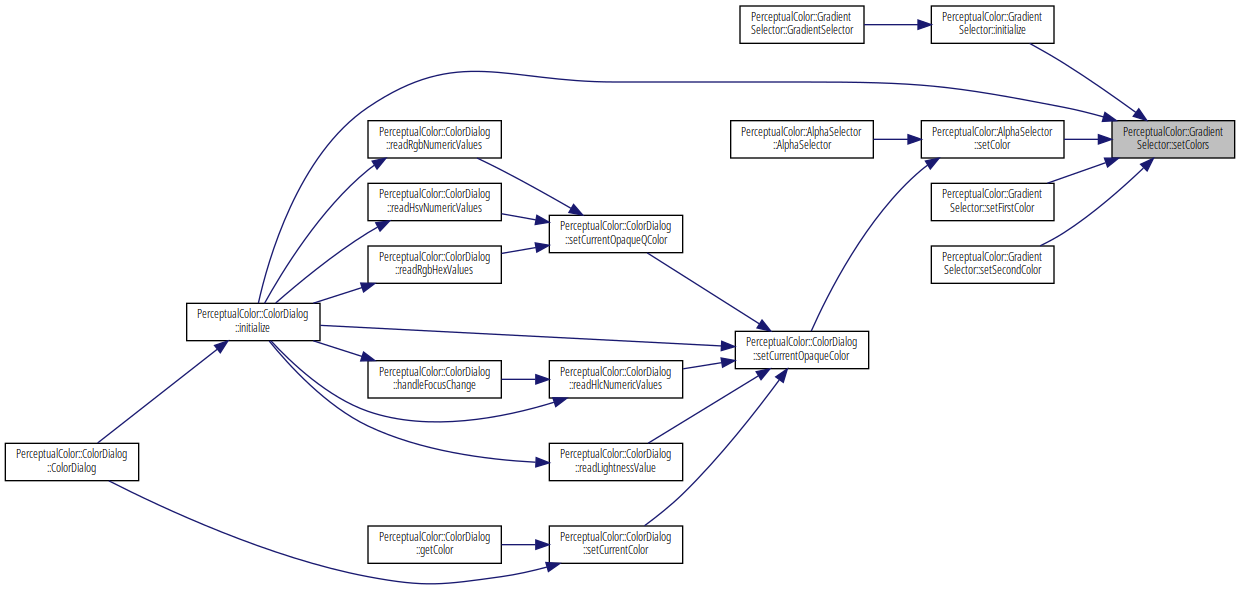 PerceptualColor::Gradient
Selector::GradientSelector
PerceptualColor::Gradient
Selector::initialize
PerceptualColor::ColorDialog
::readRgbNumericValues
PerceptualColor::AlphaSelector
::AlphaSelector
PerceptualColor::AlphaSelector
::setColor
PerceptualColor::Gradient
Selector::setColors
PerceptualColor::ColorDialog
::readHsvNumericValues
PerceptualColor::Gradient
Selector::setFirstColor
PerceptualColor::ColorDialog
::setCurrentOpaqueQColor
PerceptualColor::ColorDialog
::readRgbHexValues
PerceptualColor::Gradient
Selector::setSecondColor
PerceptualColor::ColorDialog
::initialize
PerceptualColor::ColorDialog
::setCurrentOpaqueColor
PerceptualColor::ColorDialog
::handleFocusChange
PerceptualColor::ColorDialog
::readHlcNumericValues
PerceptualColor::ColorDialog
::ColorDialog
PerceptualColor::ColorDialog
::readLightnessValue
PerceptualColor::ColorDialog
::getColor
PerceptualColor::ColorDialog
::setCurrentColor